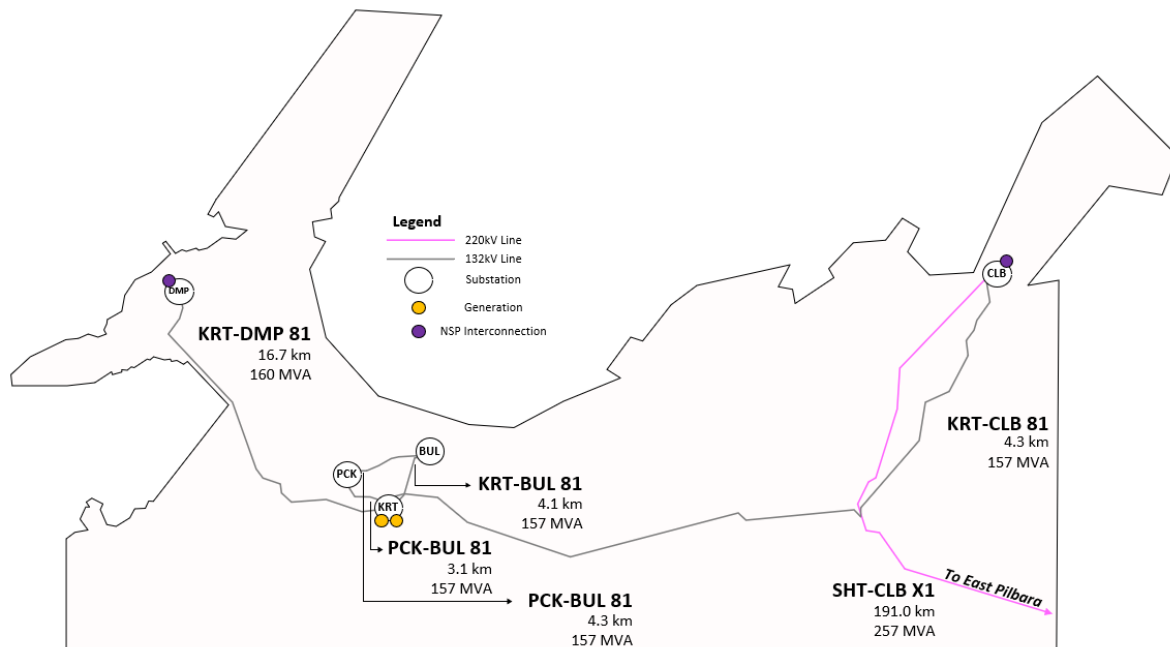 Legend
220kV Line
132kV Line
Substation
Generation
NSP Interconnection
CLB
DMP
KRT-DMP 81
16.7 km
160 MVA
KRT-CLB 81
4.3 km
157 MVA
BUL
PCK
KRT
KRT-BUL 81
4.1 km
157 MVA
PCK-BUL 81
3.1 km
157 MVA
PCK-BUL 81
4.3 km
157 MVA
To East Pilbara
SHT-CLB X1
191.0 km
257 MVA